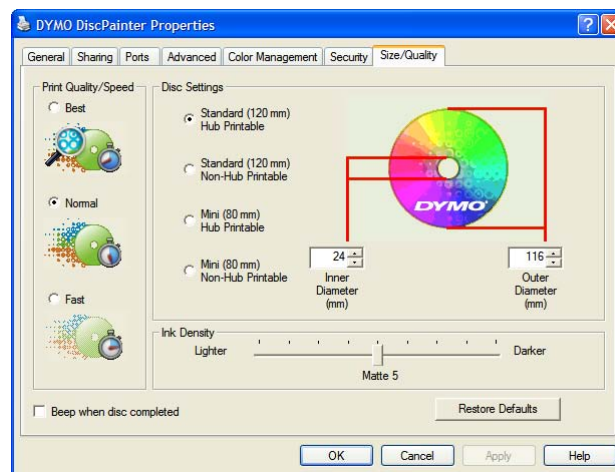 DYMO DiscPainter Properties
General Sharing Ports Advanced Color Management Security Size/Quality
Print Quality/Speed
Best
Normal
Fast
Disc Settings
Standard (120 mm)
Hub Printable
Standard (120 mm)
Non-Hub Printable
Mini (80 mm)
Hub Printable
Mini (80 mm)
Non-Hub Printable
DYMO
24
Inner
Diameter
(mm)
116
Outer
Diameter
(mm)
Ink Density
Lighter
Darker
Matte 5
Beep when disc completed
Restore Defaults
OK Cancel Apply Help